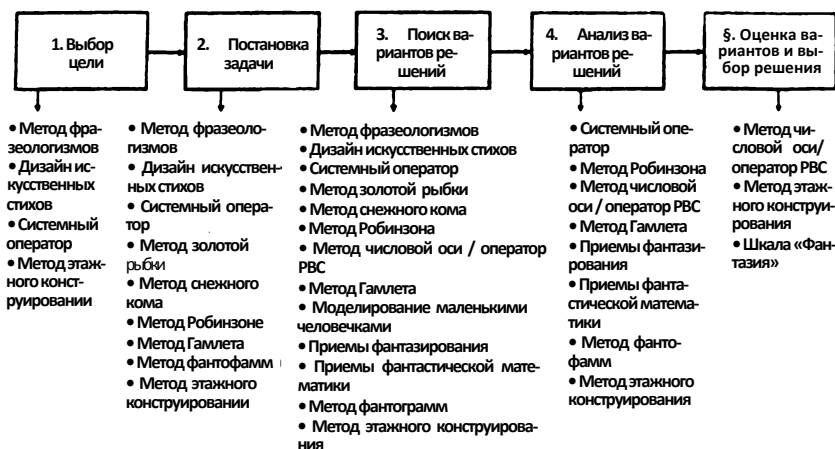 1. Выбор
цели
2. Постановка
задачи
3. Поиск ва-
риантов ре-
шений
4. Анализ ва-
риантов ре-
шений
§. Оценка ва-
риантов и вы-
бор решения
• Метод фра-
зеологизмов
• Дизайн ис-
кусственных
стихов
• Системный
оператор
• Метод этаж-
ного конст-
руировании
• Метод фразеоло-
гизмов
• Дизайн искусствен-
ных стихов
• Системный опера-
тор
• Метод золотой
рыбки
• Метод снежного
кома
• Метод Робинзоне
• Метод Гамлета
• Метод фантофамм
• Метод этажного
конструировании
• Метод фразеологизмов
• Дизайн искусственных стихов
• Системный оператор
• Метод золотой рыбки
• Метод снежного кома
• Метод Робинзона
• Метод числовой оси / оператор
РВС
• Метод Гамлета
• Моделирование маленькими
человечками
• Приемы фантазирования
• Приемы фантастической мате-
матики
• Метод фантограмм
• Метод этажного конструирова-
ния
• Системный опе-
ратор
• Метод Робинзона
• Метод числовой
оси / оператор РВС
• Метод Гамлета
• Приемы фантази-
рования
• Приемы фанта-
стической матема-
тики
• Метод фанто-
фамм
• Метод этажного
конструирования
• Метод чи-
словой оси/
оператор РВС
• Метод этаж-
ного конструи-
рования
• Шкала «Фан-
тазия»